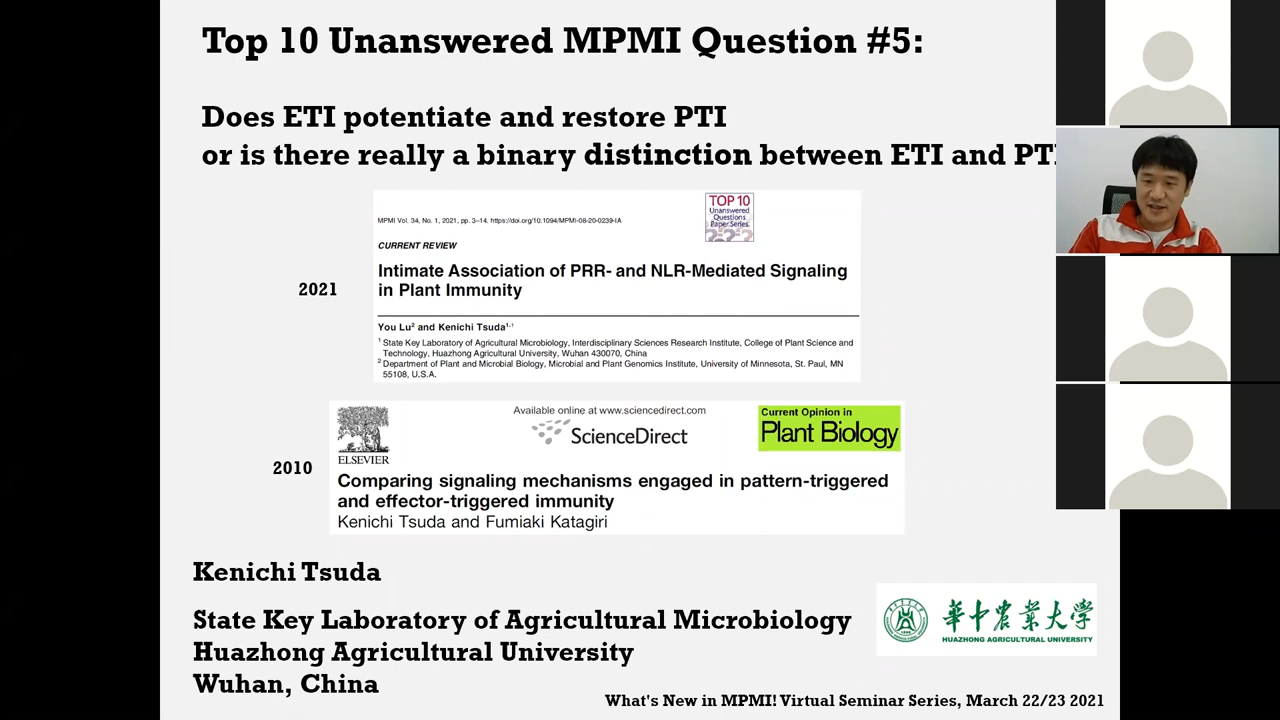 Top 10 Unanswered MPMI Question #5:
Does ETI potentiate and restore PTI
or is there really a binary distinction between ETI and PTI
MPMI Vol. 34, No. 1, 2021, pp. 3–14. https://doi.org/10.1094/MPMI-08-20-0239-IA
TOP 10
Unanswered
Questions
Paper Series
?·?·?
CURRENT REVIEW
Intimate Association of PRR- and NLR-Mediated Signaling
in Plant Immunity
2021
You Lu² and Kenichi Tsuda¹·†
¹ State Key Laboratory of Agricultural Microbiology, Interdisciplinary Sciences Research Institute, College of Plant Science and
Technology, Huazhong Agricultural University, Wuhan 430070, China
² Department of Plant and Microbial Biology, Microbial and Plant Genomics Institute, University of Minnesota, St. Paul, MN
55108, U.S.A.
Available online at www.sciencedirect.com
ScienceDirect
Current Opinion in
Plant Biology
ELSEVIER
2010
Comparing signaling mechanisms engaged in pattern-triggered
and effector-triggered immunity
Kenichi Tsuda and Fumiaki Katagiri
Kenichi Tsuda
State Key Laboratory of Agricultural Microbiology
Huazhong Agricultural University
Wuhan, China
華中农業大学
HUAZHONG AGRICULTURAL UNIVERSITY
What's New in MPMI! Virtual Seminar Series, March 22/23 2021